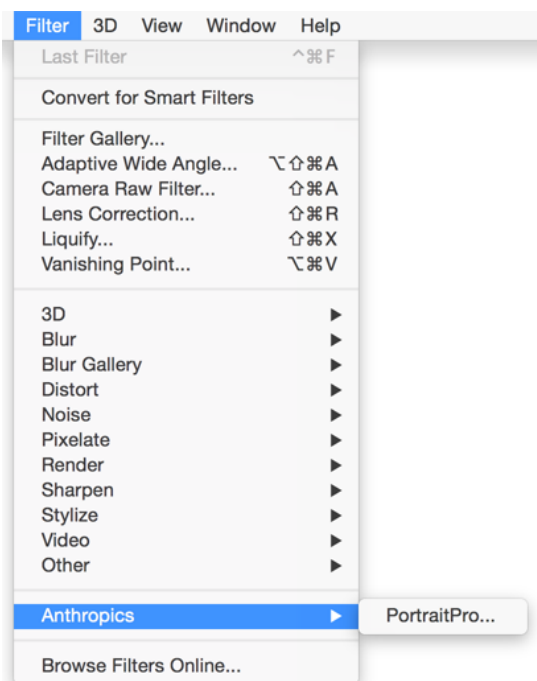 Filter 3D View Window Help
Last Filter ^⌘F
Convert for Smart Filters
Filter Gallery...
Adaptive Wide Angle... ⌥⇧⌘A
Camera Raw Filter... ⇧⌘A
Lens Correction... ⇧⌘R
Liquify... ⇧⌘X
Vanishing Point... ⌥⌘V
3D ▶
Blur ▶
Blur Gallery ▶
Distort ▶
Noise ▶
Pixelate ▶
Render ▶
Sharpen ▶
Stylize ▶
Video ▶
Other ▶
Anthropics ▶ PortraitPro...
Browse Filters Online...